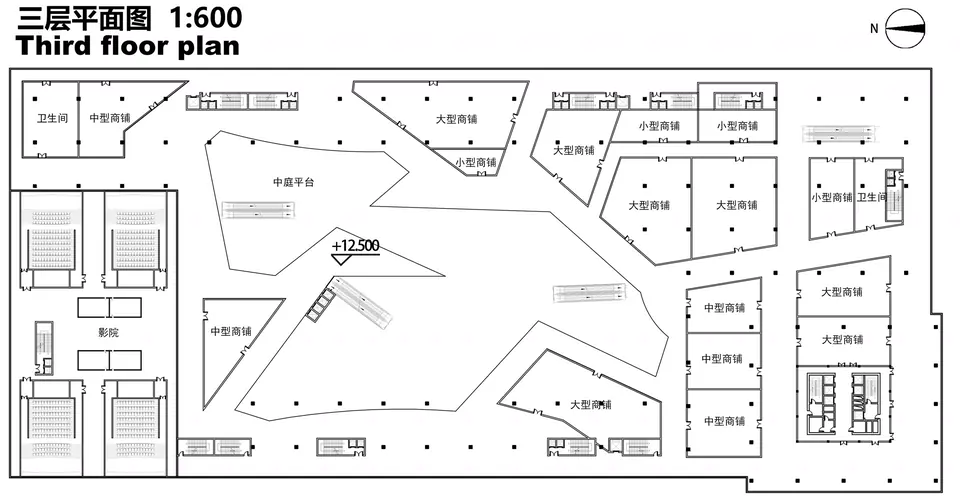 三层平面图 1:600
Third floor plan
N
卫生间
中型商铺
大型商铺
小型商铺
大型商铺
小型商铺
小型商铺
中庭平台
大型商铺
大型商铺
小型商铺
卫生间
+12.500
影院
中型商铺
中型商铺
大型商铺
中型商铺
大型商铺
大型商铺
中型商铺